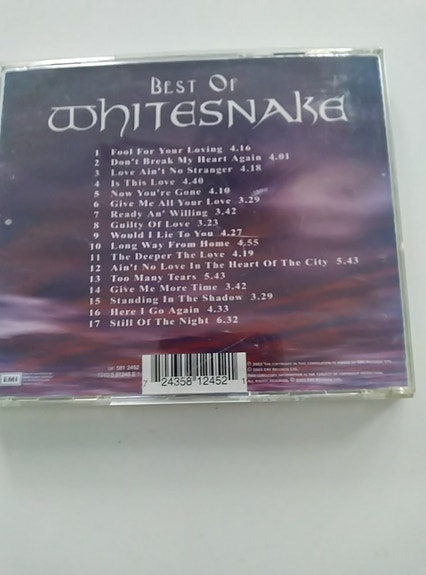 BEST OF
WHITESNAKE
1 Fool For Your Loving 4.16
2 Don't Break My Heart Again 4.01
3 Love Ain't No Stranger 4.18
4 Is This Love 4.40
5 Now You're Gone 4.10
6 Give Me All Your Love 3.29
7 Ready An' Willing 3.42
8 Guilty Of Love 3.23
9 Would I Lie To You 4.27
10 Long Way From Home 4.55
11 The Deeper The Love 4.19
12 Ain't No Love In The Heart Of The City 5.43
13 Too Many Tears 5.43
14 Give Me More Time 3.42
15 Standing In The Shadow 3.29
16 Here I Go Again 4.33
17 Still Of The Night 6.32
581 2452
EMI
7 24358 12452 1